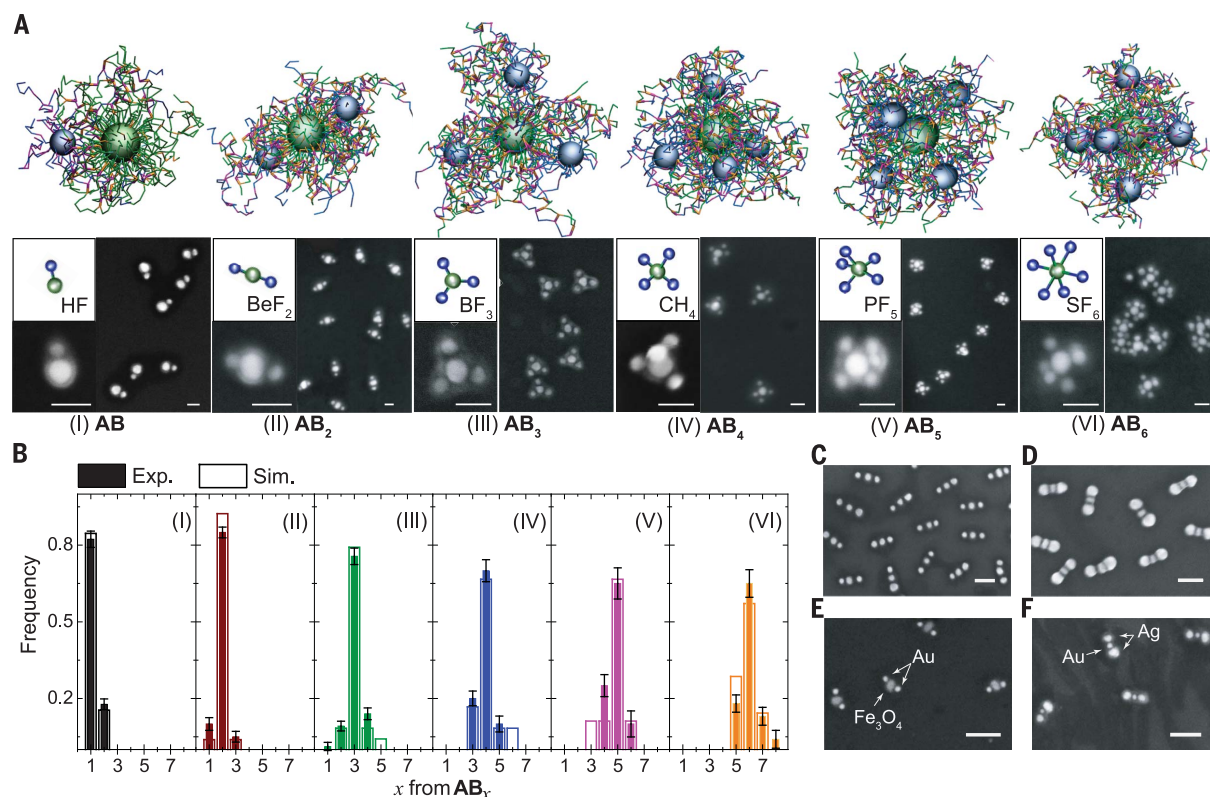 A
HF
BeF2
BF3
CH4
PF5
SF6
(I) AB
(II) AB2
(III) AB3
(IV) AB4
(V) AB5
(VI) AB6
B
Exp.
Sim.
(I)
(II)
(III)
(IV)
(V)
(VI)
Frequency
0.8
0.5
0.2
1 3 5 7
1 3 5 7
1 3 5 7
1 3 5 7
1 3 5 7
1 3 5 7
x from ABx
C
D
E
Au
Fe3O4
F
Ag
Au